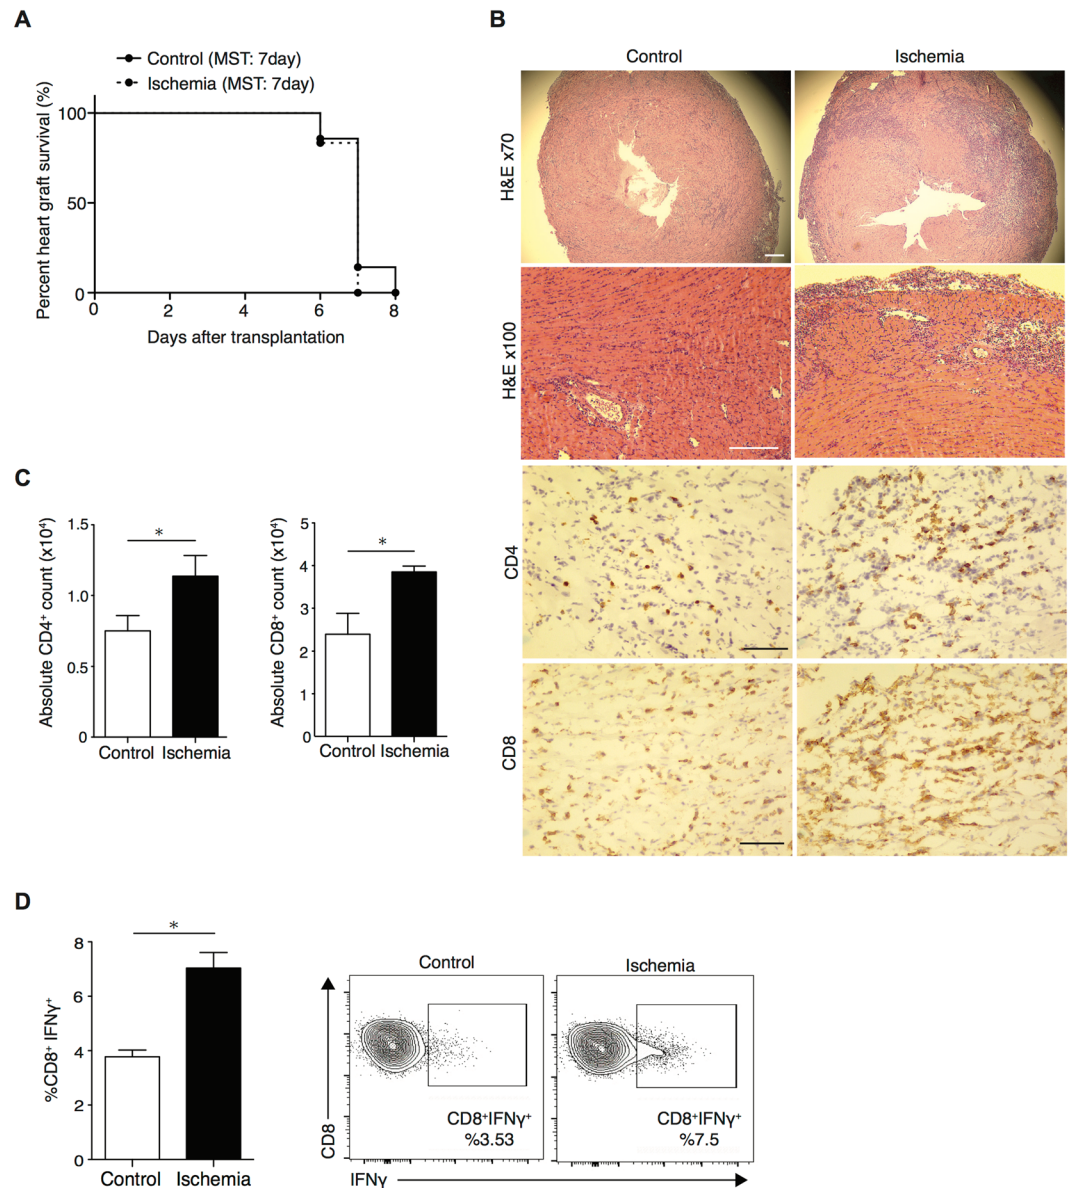 A
Control (MST: 7day)
Ischemia (MST: 7day)
Percent heart graft survival (%)
100
50
0
0 2 4 6 8
Days after transplantation
B
Control Ischemia
H&E x70
H&E x100
CD4
CD8
C
Absolute CD4⁺ count (x10⁴)
1.5
1.0
0.5
0
*
Control Ischemia
Absolute CD8⁺ count (x10⁴)
5
4
3
2
1
0
*
Control Ischemia
D
%CD8⁺ IFNγ⁺
8
6
4
2
0
*
Control Ischemia
Control Ischemia
CD8⁺IFNγ⁺
%3.53
CD8⁺IFNγ⁺
%7.5
CD8
IFNγ